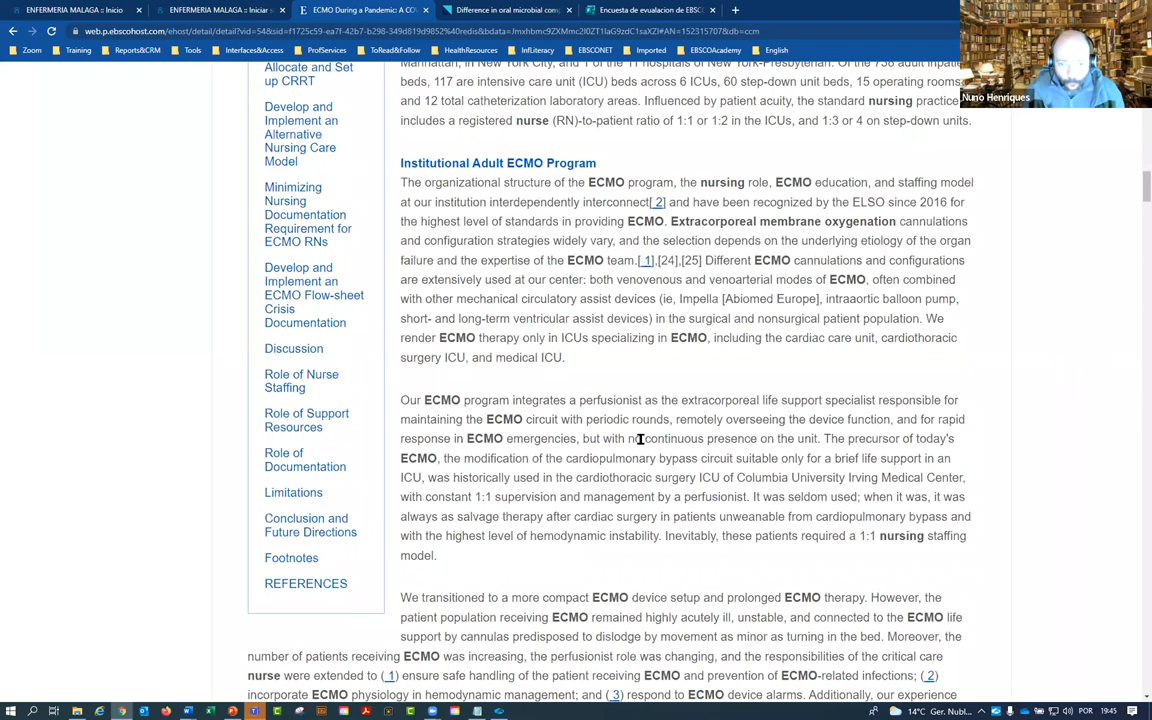 ENFERMERIA MALAGA :: Inicio
ENFERMERIA MALAGA :: Iniciar
ECMO During a Pandemic: A CO
Difference in oral microbial com
Encuesta de evualacion de EBSC
web.p.ebscohost.com/ehost/detail/detail?vid=54&sid=f1725c59-ea7f-42b7-b298-349d819d9852%40redis&bdata=Jmxhbmc9ZXMmc2l0ZT1laG9zdC1saXZl#AN=152315707&db=ccm
Zoom Training Reports&CRM Tools Interfaces&Access ProfServices ToRead&Follow HealthResources InfLiteracy EBSCONET Imported EBSCOAcademy English
Nuno Henriques
Allocate and Set
up CRRT
Develop and
Implement an
Alternative
Nursing Care
Model
Minimizing
Nursing
Documentation
Requirement for
ECMO RNs
Develop and
Implement an
ECMO Flow-sheet
Crisis
Documentation
Discussion
Role of Nurse
Staffing
Role of Support
Resources
Role of
Documentation
Limitations
Conclusion and
Future Directions
Footnotes
REFERENCES
Manhattan, in New York City, and 1 of the 11 hospitals of New York-Presbyterian. Of the 738 adult inpatient
beds, 117 are intensive care unit (ICU) beds across 6 ICUs, 60 step-down unit beds, 15 operating rooms
and 12 total catheterization laboratory areas. Influenced by patient acuity, the standard nursing practice
includes a registered nurse (RN)-to-patient ratio of 1:1 or 1:2 in the ICUs, and 1:3 or 4 on step-down units.
Institutional Adult ECMO Program
The organizational structure of the ECMO program, the nursing role, ECMO education, and staffing model
at our institution interdependently interconnect[ 2] and have been recognized by the ELSO since 2016 for
the highest level of standards in providing ECMO. Extracorporeal membrane oxygenation cannulations
and configuration strategies widely vary, and the selection depends on the underlying etiology of the organ
failure and the expertise of the ECMO team.[ 1],[24],[25] Different ECMO cannulations and configurations
are extensively used at our center: both venovenous and venoarterial modes of ECMO, often combined
with other mechanical circulatory assist devices (ie, Impella [Abiomed Europe], intraaortic balloon pump,
short- and long-term ventricular assist devices) in the surgical and nonsurgical patient population. We
render ECMO therapy only in ICUs specializing in ECMO, including the cardiac care unit, cardiothoracic
surgery ICU, and medical ICU.
Our ECMO program integrates a perfusionist as the extracorporeal life support specialist responsible for
maintaining the ECMO circuit with periodic rounds, remotely overseeing the device function, and for rapid
response in ECMO emergencies, but with no continuous presence on the unit. The precursor of today's
ECMO, the modification of the cardiopulmonary bypass circuit suitable only for a brief life support in an
ICU, was historically used in the cardiothoracic surgery ICU of Columbia University Irving Medical Center,
with constant 1:1 supervision and management by a perfusionist. It was seldom used; when it was, it was
always as salvage therapy after cardiac surgery in patients unweanable from cardiopulmonary bypass and
with the highest level of hemodynamic instability. Inevitably, these patients required a 1:1 nursing staffing
model.
We transitioned to a more compact ECMO device setup and prolonged ECMO therapy. However, the
patient population receiving ECMO remained highly acutely ill, unstable, and connected to the ECMO life
support by cannulas predisposed to dislodge by movement as minor as turning in the bed. Moreover, the
number of patients receiving ECMO was increasing, the perfusionist role was changing, and the responsibilities of the critical care
nurse were extended to ( 1) ensure safe handling of the patient receiving ECMO and prevention of ECMO-related infections; ( 2)
incorporate ECMO physiology in hemodynamic management; and ( 3) respond to ECMO device alarms. Additionally, our experience
14°C Ger. Nubl... POR 19:45